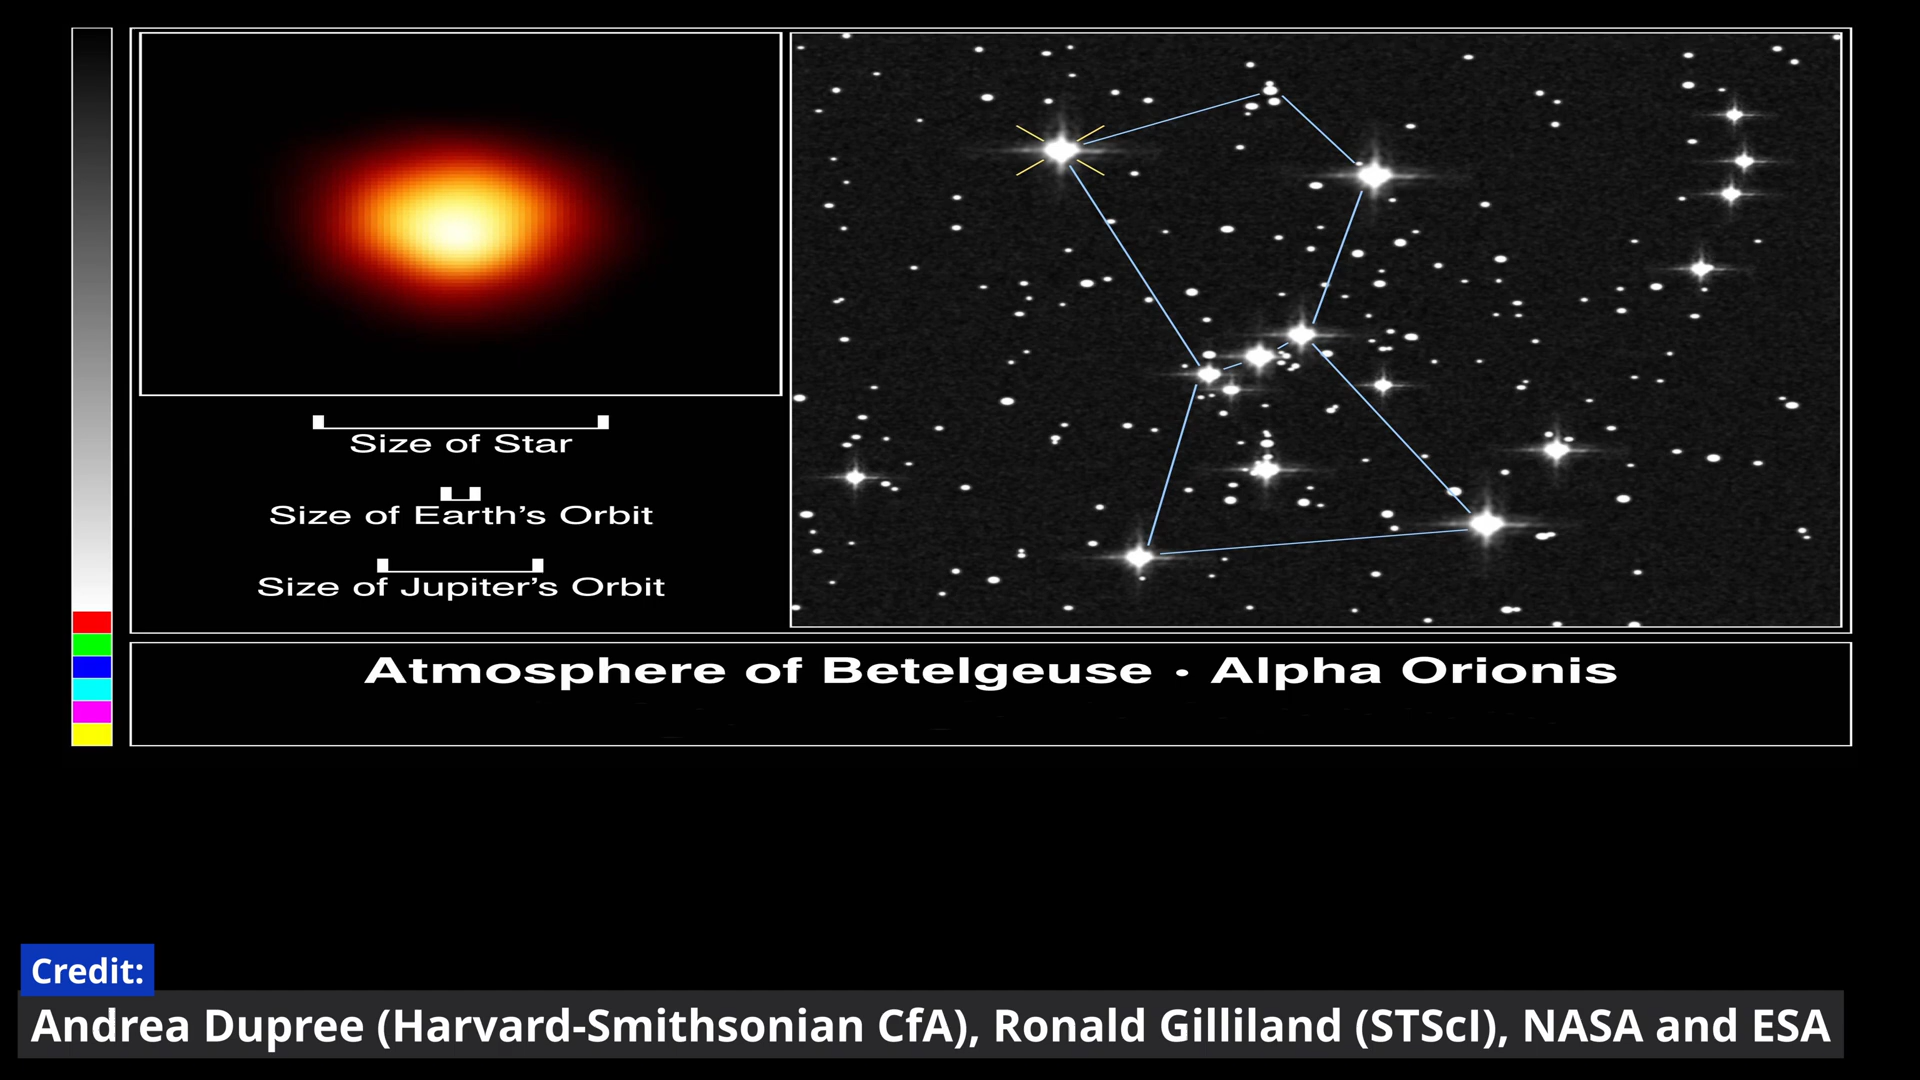 Size of Star
Size of Earth’s Orbit
Size of Jupiter’s Orbit
Atmosphere of Betelgeuse · Alpha Orionis
Credit:
Andrea Dupree (Harvard-Smithsonian CfA), Ronald Gilliland (STScI), NASA and ESA